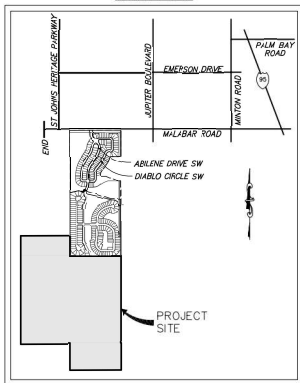 ST JOHNS HERITAGE PARKWAY
JUPITER BOULEVARD
EMERSON DRIVE
MINTON ROAD
PALM BAY
ROAD
95
MALABAR ROAD
END
ABILENE DRIVE SW
DIABLO CIRCLE SW
PROJECT
SITE